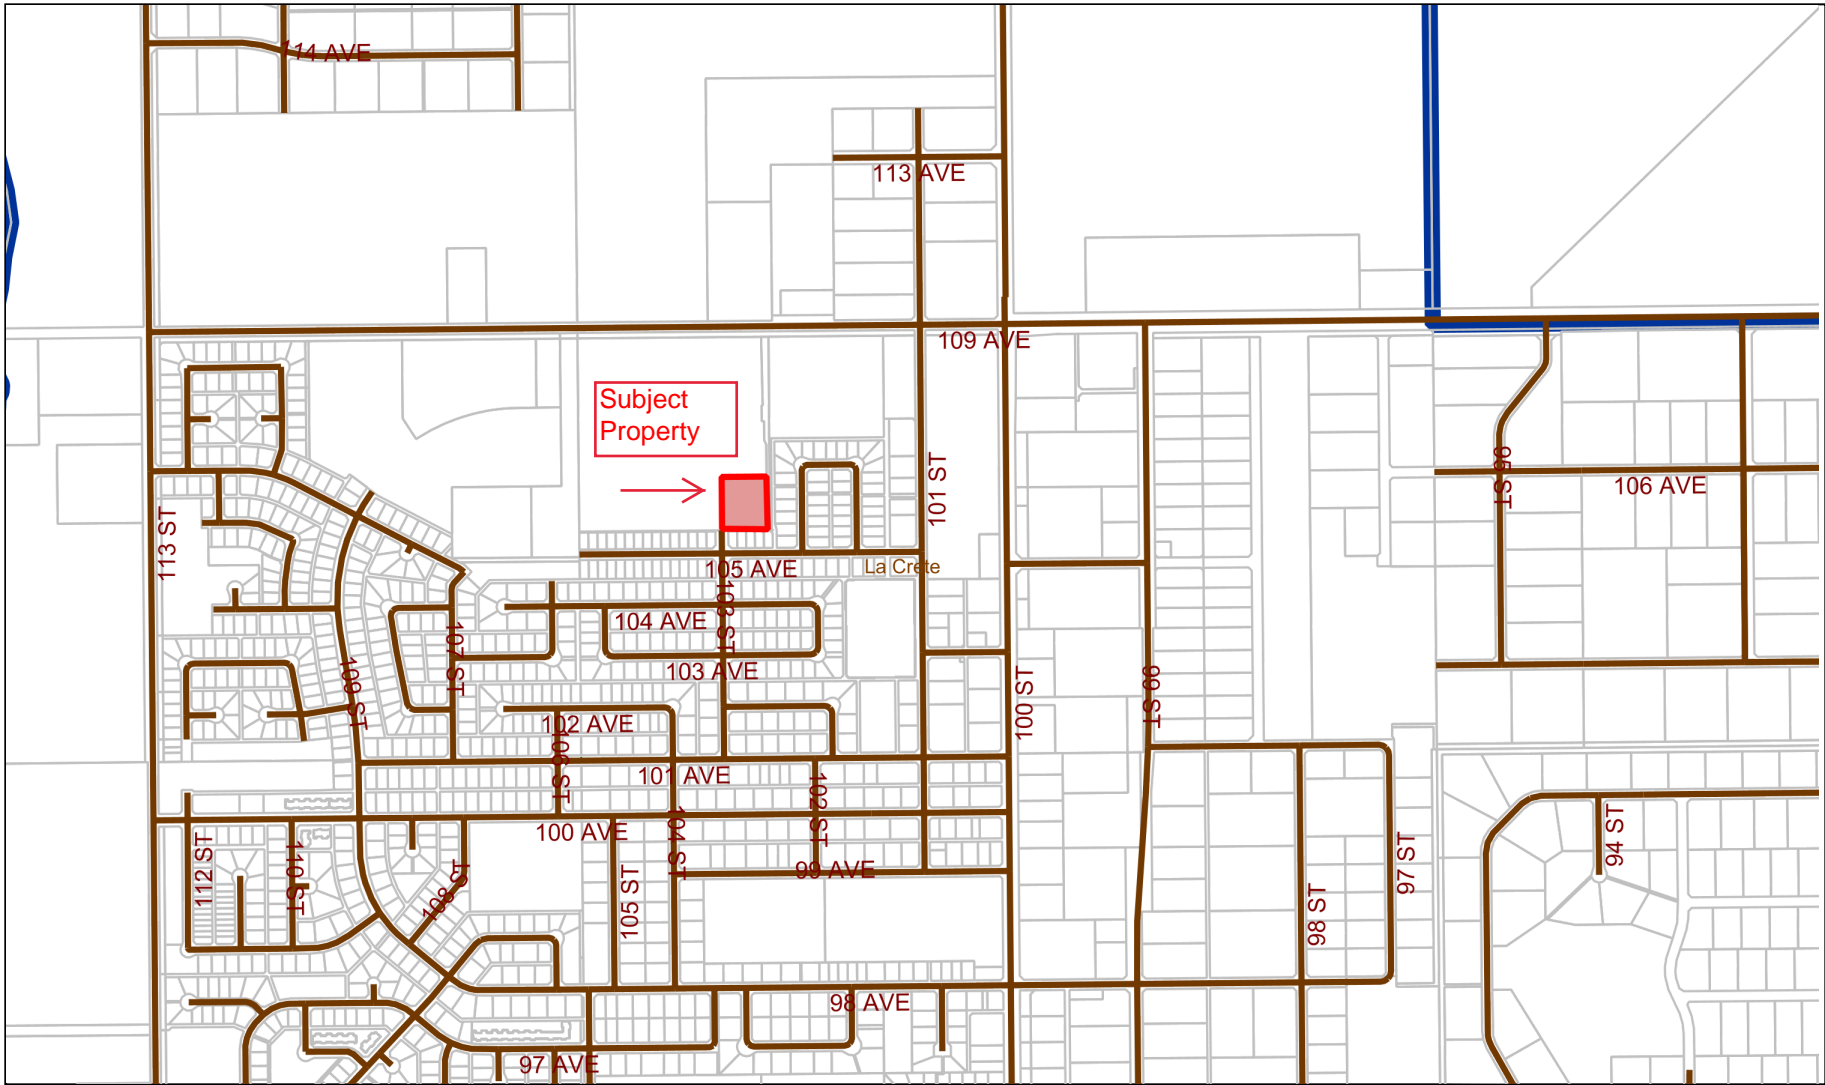 114 AVE
113 AVE
109 AVE
Subject
Property
101 ST
95 ST
106 AVE
113 ST
105 AVE
La Crete
103 ST
104 AVE
107 ST
103 AVE
109 ST
100 ST
99 ST
102 AVE
106 ST
101 AVE
102 ST
100 AVE
104 ST
94 ST
112 ST
110 ST
108 ST
105 ST
99 AVE
97 ST
98 ST
98 AVE
97 AVE